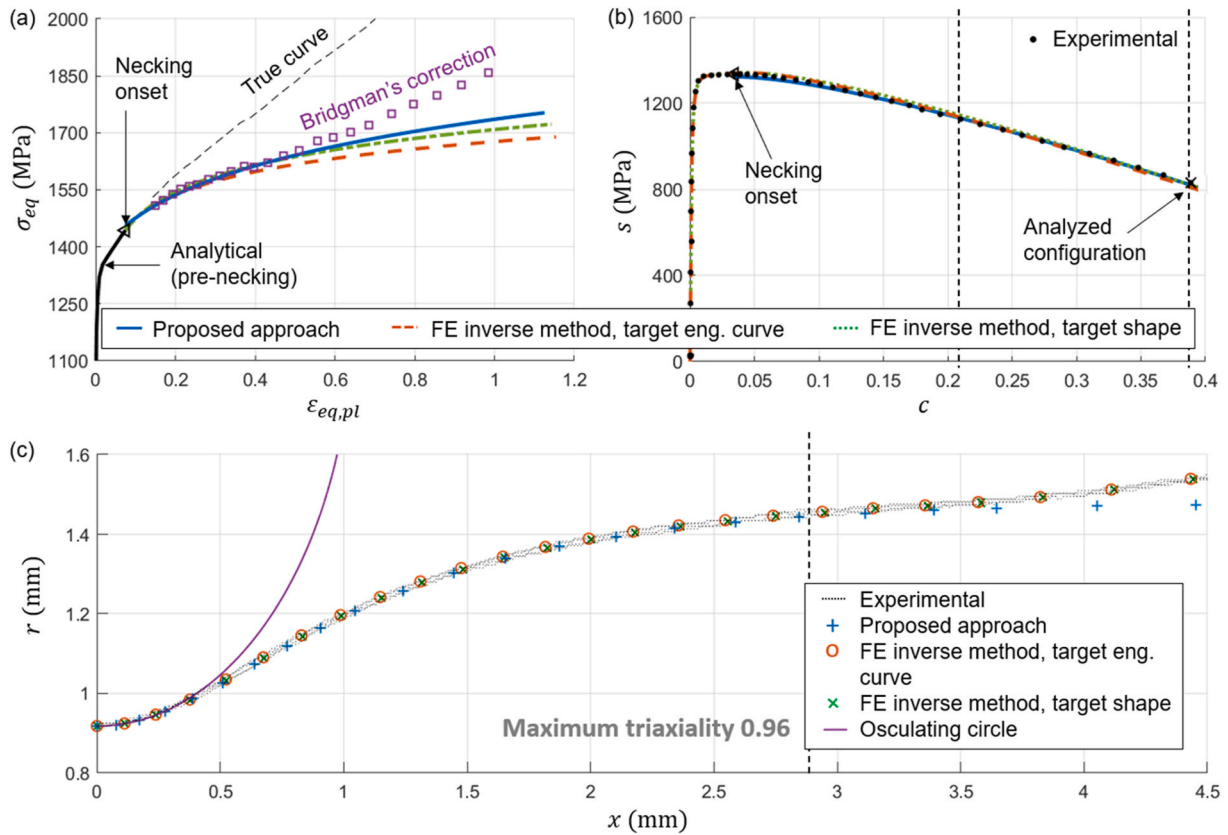 (a)
2000
1850
1700
1550
1400
1250
1100
σeq (MPa)
Necking
onset
True curve
Bridgman's correction
Analytical
(pre-necking)
0
0.2
0.4
0.6
0.8
1
1.2
εeq,pl
(b)
1600
1200
800
400
0
s (MPa)
Experimental
Necking
onset
Analyzed
configuration
0
0.05
0.1
0.15
0.2
0.25
0.3
0.35
0.4
c
Proposed approach
FE inverse method, target eng. curve
FE inverse method, target shape
(c)
1.6
1.4
1.2
1
0.8
r (mm)
Maximum triaxiality 0.96
Experimental
Proposed approach
FE inverse method, target eng.
curve
FE inverse method, target shape
Osculating circle
0
0.5
1
1.5
2
2.5
3
3.5
4
4.5
x (mm)